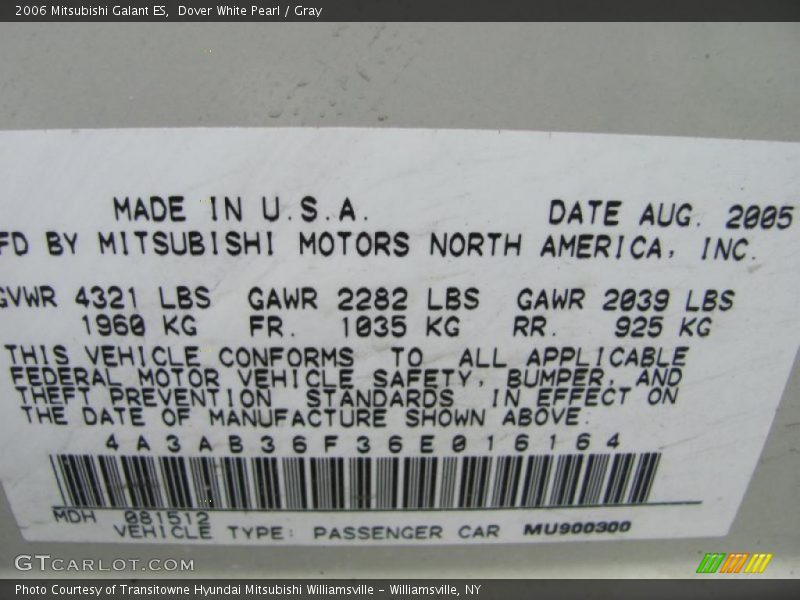 2006 Mitsubishi Galant ES,  Dover White Pearl / Gray
MADE IN U.S.A. DATE AUG. 2005
FD BY MITSUBISHI MOTORS NORTH AMERICA, INC.
GVWR 4321 LBS GAWR 2282 LBS GAWR 2039 LBS
1960 KG FR. 1035 KG RR. 925 KG
THIS VEHICLE CONFORMS TO ALL APPLICABLE
FEDERAL MOTOR VEHICLE SAFETY, BUMPER, AND
THEFT PREVENTION STANDARDS IN EFFECT ON
THE DATE OF MANUFACTURE SHOWN ABOVE.
4A3AB36F36E016164
MDH 081512
VEHICLE TYPE: PASSENGER CAR MU900300
GTCARLOT.COM
Photo Courtesy of Transitowne Hyundai Mitsubishi Williamsville - Williamsville, NY